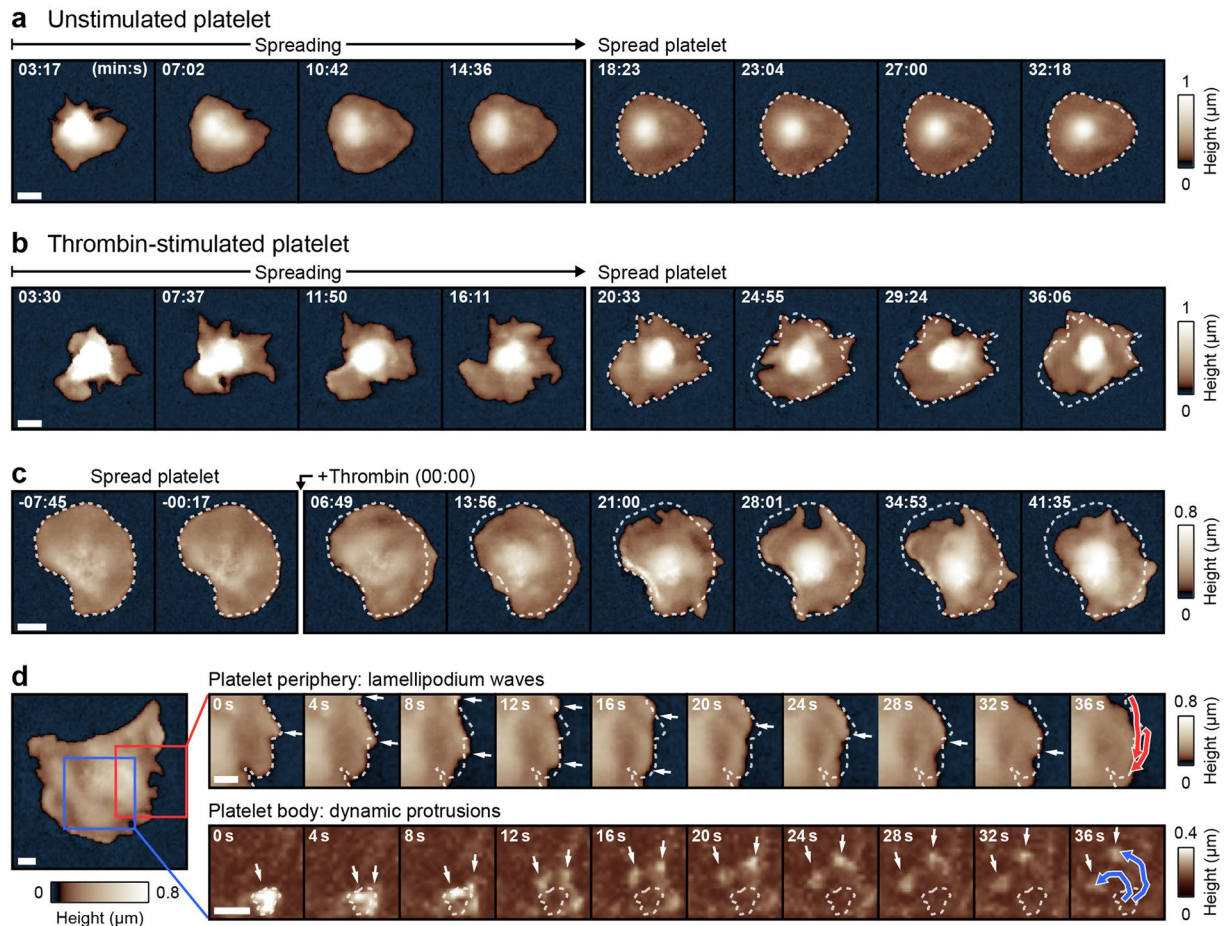 a Unstimulated platelet
Spreading Spread platelet
03:17 (min:s) 07:02 10:42 14:36 18:23 23:04 27:00 32:18
1
Height (µm)
0
b Thrombin-stimulated platelet
Spreading Spread platelet
03:30 07:37 11:50 16:11 20:33 24:55 29:24 36:06
1
Height (µm)
0
c Spread platelet +Thrombin (00:00)
-07:45 -00:17 06:49 13:56 21:00 28:01 34:53 41:35
0.8
Height (µm)
0
d Platelet periphery: lamellipodium waves
0 s 4 s 8 s 12 s 16 s 20 s 24 s 28 s 32 s 36 s
0.8
Height (µm)
0
Platelet body: dynamic protrusions
0 s 4 s 8 s 12 s 16 s 20 s 24 s 28 s 32 s 36 s
0.4
Height (µm)
0
0 0.8
Height (µm)